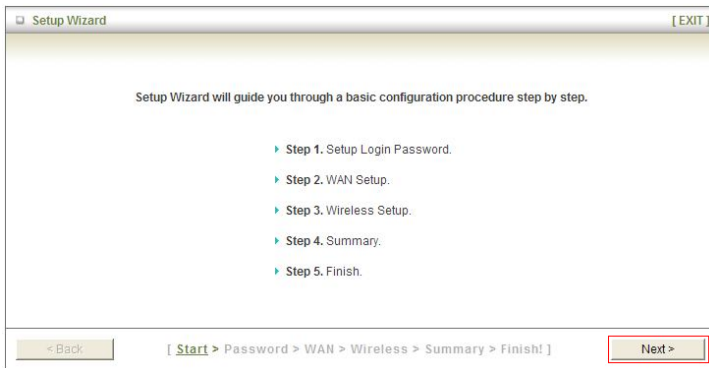 Setup Wizard [ EXIT ]
Setup Wizard will guide you through a basic configuration procedure step by step.
Step 1. Setup Login Password.
Step 2. WAN Setup.
Step 3. Wireless Setup.
Step 4. Summary.
Step 5. Finish.
< Back [ Start > Password > WAN > Wireless > Summary > Finish! ] Next >